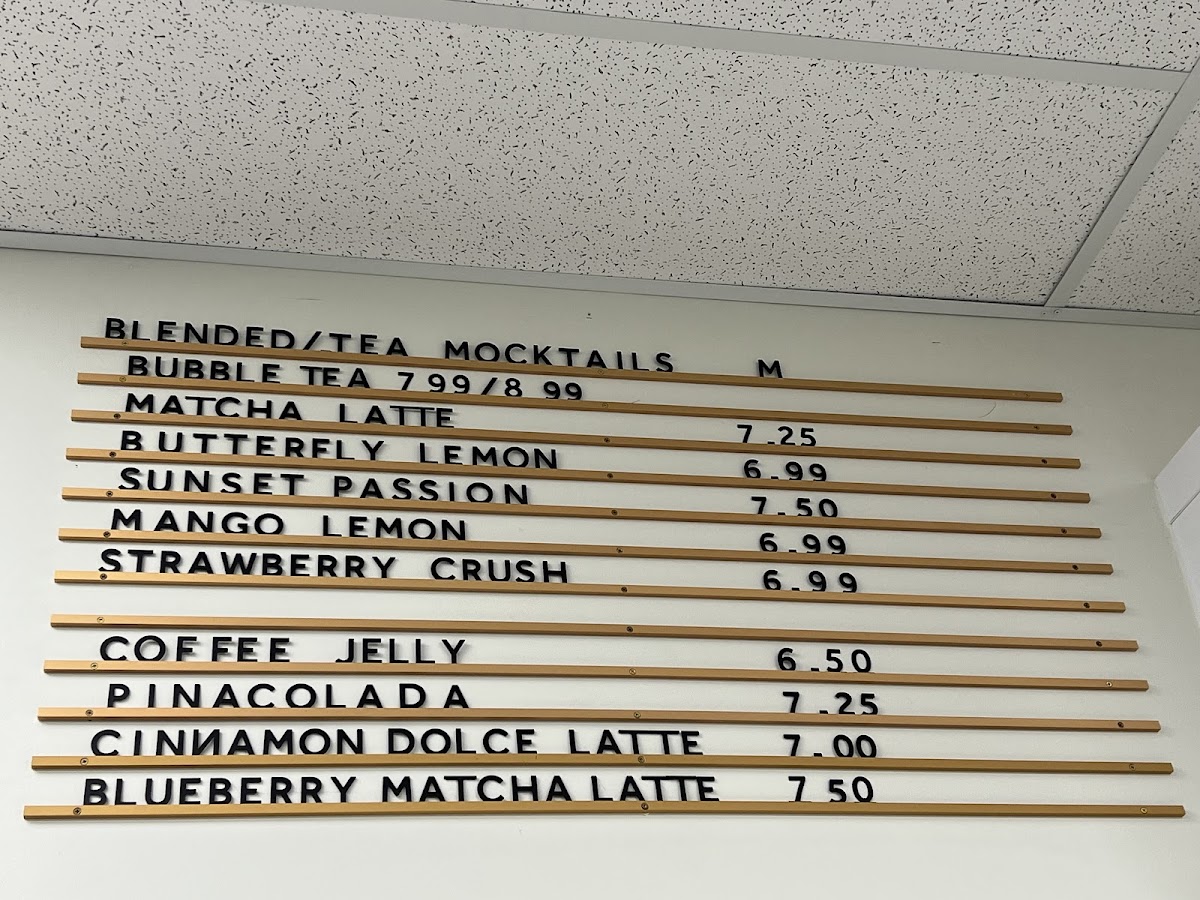 BLENDED/TEA MOCKTAILS M
BUBBLE TEA 7 99/8 99
MATCHA LATTE 7.25
BUTTERFLY LEMON 6.99
SUNSET PASSION 7.50
MANGO LEMON 6.99
STRAWBERRY CRUSH 6.99
COFFEE JELLY 6.50
PINACOLADA 7.25
CINNAMON DOLCE LATTE 7.00
BLUEBERRY MATCHA LATTE 7 50